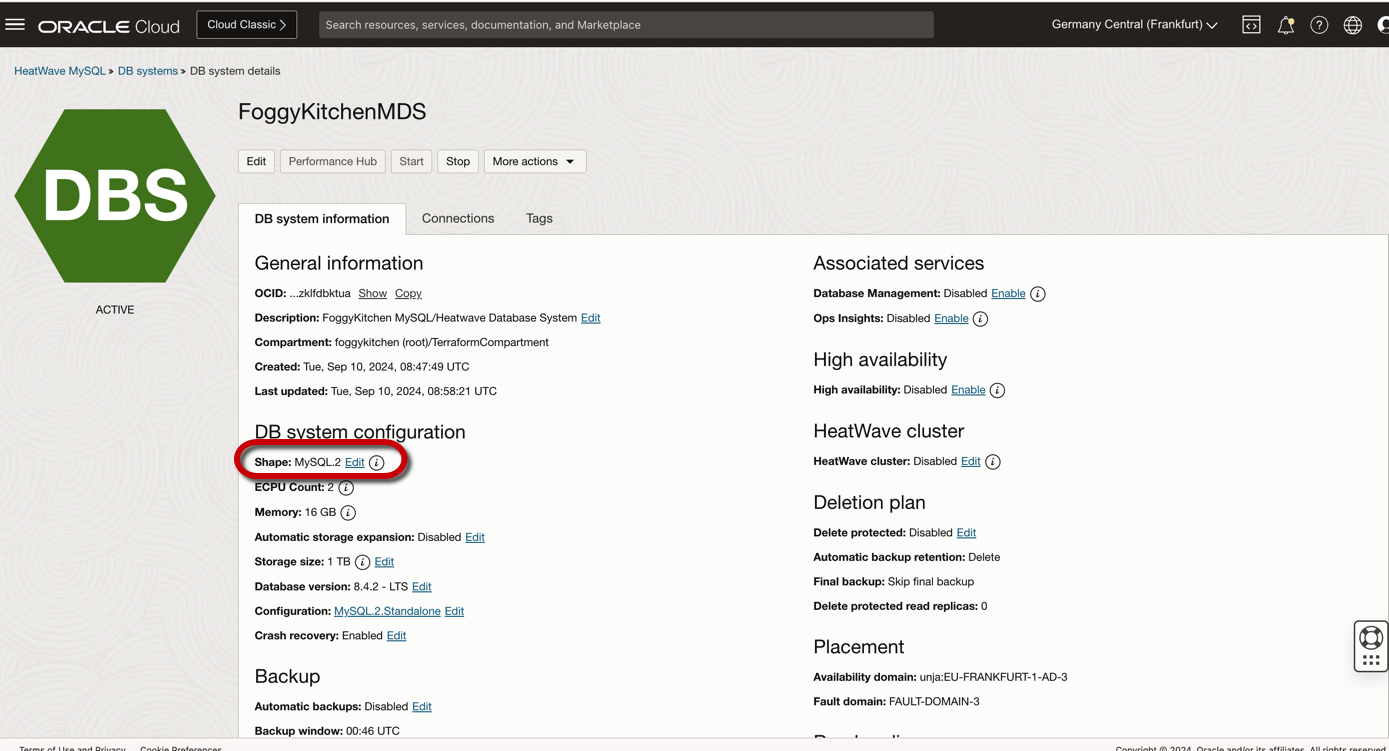 ORACLE Cloud
Cloud Classic
Search resources, services, documentation, and Marketplace
Germany Central (Frankfurt)
HeatWave MySQL » DB systems » DB system details
DBS
ACTIVE
FoggyKitchenMDS
Edit
Performance Hub
Start
Stop
More actions
DB system information
Connections
Tags
General information
OCID: ...zklfdbktua Show Copy
Description: FoggyKitchen MySQL/Heatwave Database System Edit
Compartment: foggykitchen (root)/TerraformCompartment
Created: Tue, Sep 10, 2024, 08:47:49 UTC
Last updated: Tue, Sep 10, 2024, 08:58:21 UTC
DB system configuration
Shape: MySQL.2 Edit
ECPU Count: 2
Memory: 16 GB
Automatic storage expansion: Disabled Edit
Storage size: 1 TB Edit
Database version: 8.4.2 - LTS Edit
Configuration: MySQL.2.Standalone Edit
Crash recovery: Enabled Edit
Backup
Automatic backups: Disabled Edit
Backup window: 00:46 UTC
Associated services
Database Management: Disabled Enable
Ops Insights: Disabled Enable
High availability
High availability: Disabled Enable
HeatWave cluster
HeatWave cluster: Disabled Edit
Deletion plan
Delete protected: Disabled Edit
Automatic backup retention: Delete
Final backup: Skip final backup
Delete protected read replicas: 0
Placement
Availability domain: unja:EU-FRANKFURT-1-AD-3
Fault domain: FAULT-DOMAIN-3
Terms of Use and Privacy
Cookie Preferences
Copyright © 2024, Oracle and/or its affiliates. All rights reserved.